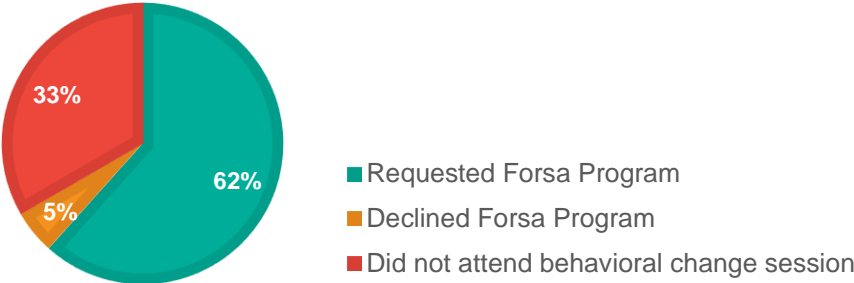 33%
62%
5%
Requested Forsa Program
Declined Forsa Program
Did not attend behavioral change session